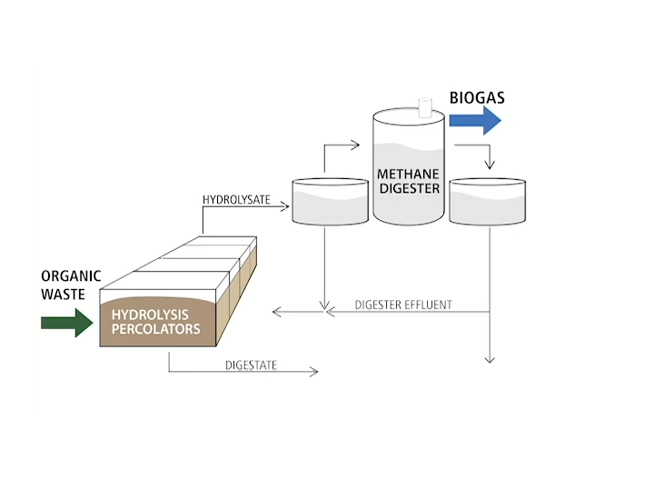 BIOGAS
METHANE
DIGESTER
HYDROLYSATE
ORGANIC
WASTE
HYDROLYSIS
PERCOLATORS
DIGESTER EFFLUENT
DIGESTATE